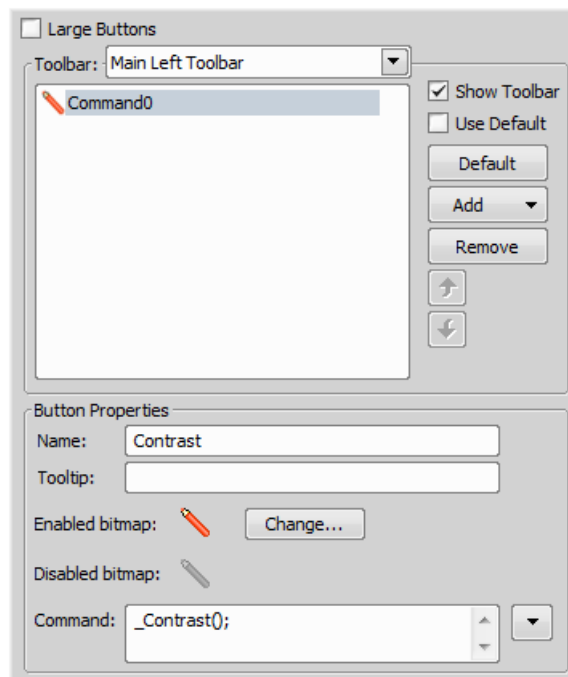 Large Buttons
Toolbar: Main Left Toolbar
Command0
Show Toolbar
Use Default
Default
Add
Remove
Button Properties
Name: Contrast
Tooltip:
Enabled bitmap: Change...
Disabled bitmap:
Command: _Contrast();